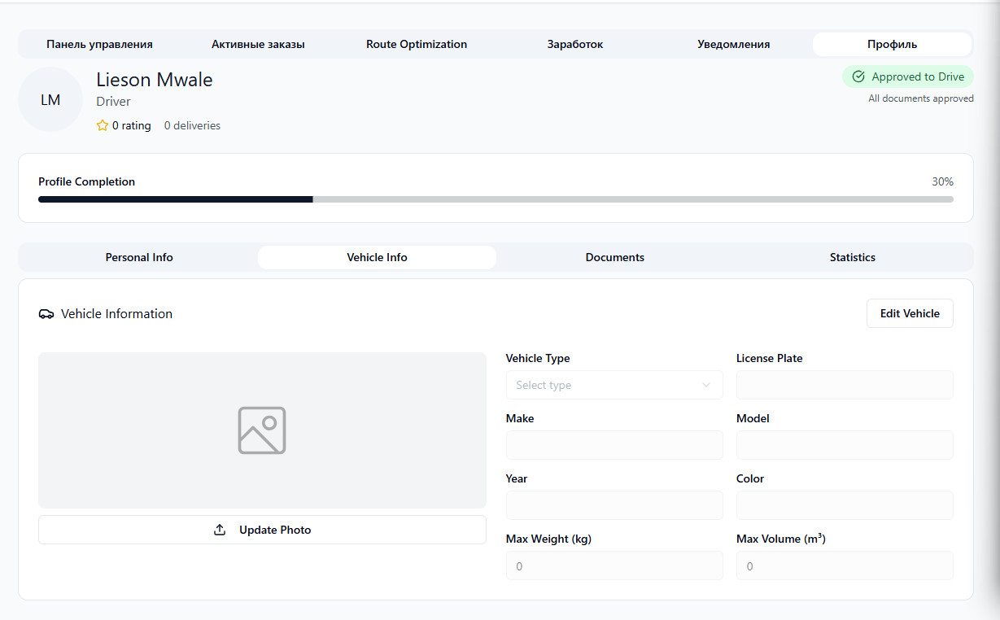 Панель управления Активные заказы Route Optimization Заработок Уведомления Профиль
LM
Lieson Mwale
Driver
0 rating 0 deliveries
Approved to Drive
All documents approved
Profile Completion 30%
Personal Info Vehicle Info Documents Statistics
Vehicle Information Edit Vehicle
Update Photo
Vehicle Type License Plate
Select type
Make Model
Year Color
Max Weight (kg) Max Volume (m³)
0 0